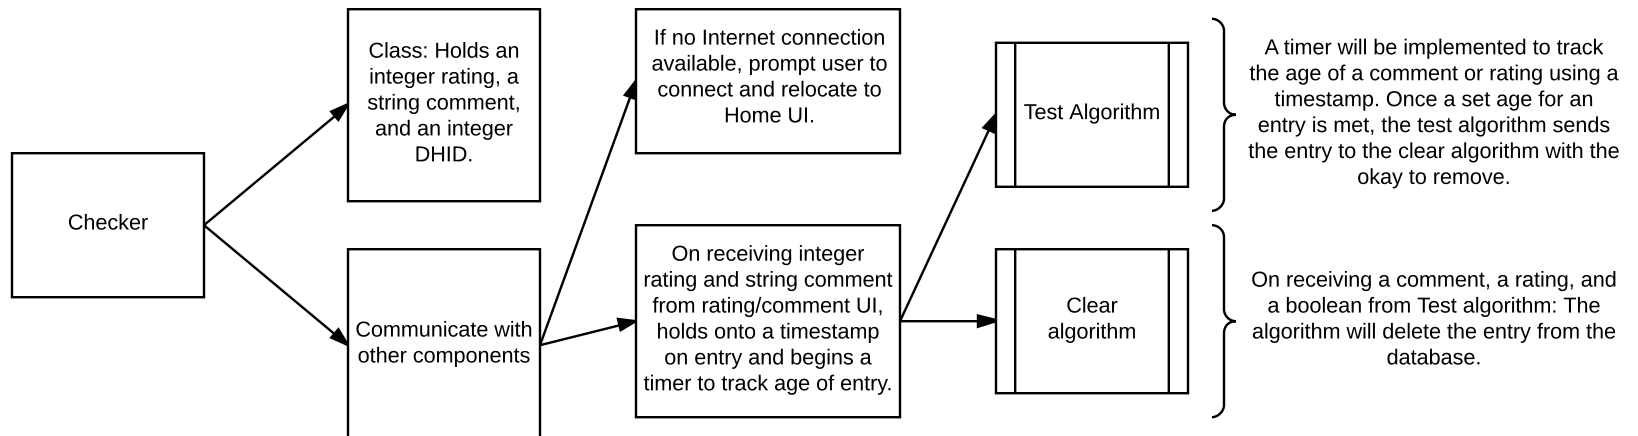 Checker
Class: Holds an
integer rating, a
string comment,
and an integer
DHID.
Communicate with
other components
If no Internet connection
available, prompt user to
connect and relocate to
Home UI.
On receiving integer
rating and string comment
from rating/comment UI,
holds onto a timestamp
on entry and begins a
timer to track age of entry.
Test Algorithm
Clear
algorithm
A timer will be implemented to track
the age of a comment or rating using a
timestamp. Once a set age for an
entry is met, the test algorithm sends
the entry to the clear algorithm with the
okay to remove.
On receiving a comment, a rating, and
a boolean from Test algorithm: The
algorithm will delete the entry from the
database.